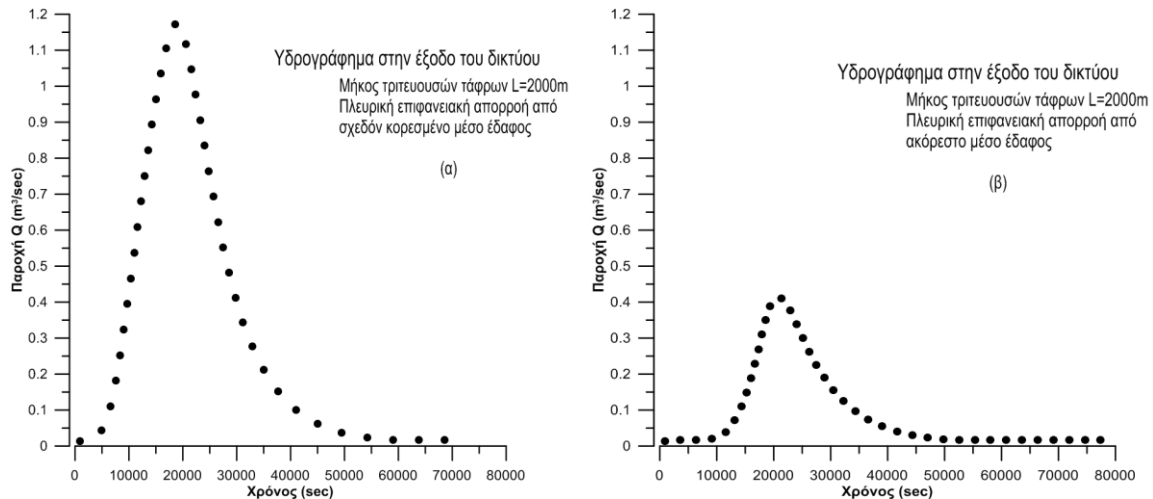 1.2
1.1
1
0.9
0.8
0.7
0.6
0.5
0.4
0.3
0.2
0.1
0
Παροχή Q (m³/sec)
Υδρογράφημα στην έξοδο του δικτύου
Μήκος τριτευουσών τάφρων L=2000m
Πλευρική επιφανειακή απορροή από
σχεδόν κορεσμένο μέσο έδαφος
(α)
0 10000 20000 30000 40000 50000 60000 70000 80000
Χρόνος (sec)
1.2
1.1
1
0.9
0.8
0.7
0.6
0.5
0.4
0.3
0.2
0.1
0
Παροχή Q (m³/sec)
Υδρογράφημα στην έξοδο του δικτύου
Μήκος τριτευουσών τάφρων L=2000m
Πλευρική επιφανειακή απορροή από
ακόρεστο μέσο έδαφος
(β)
0 10000 20000 30000 40000 50000 60000 70000 80000
Χρόνος (sec)